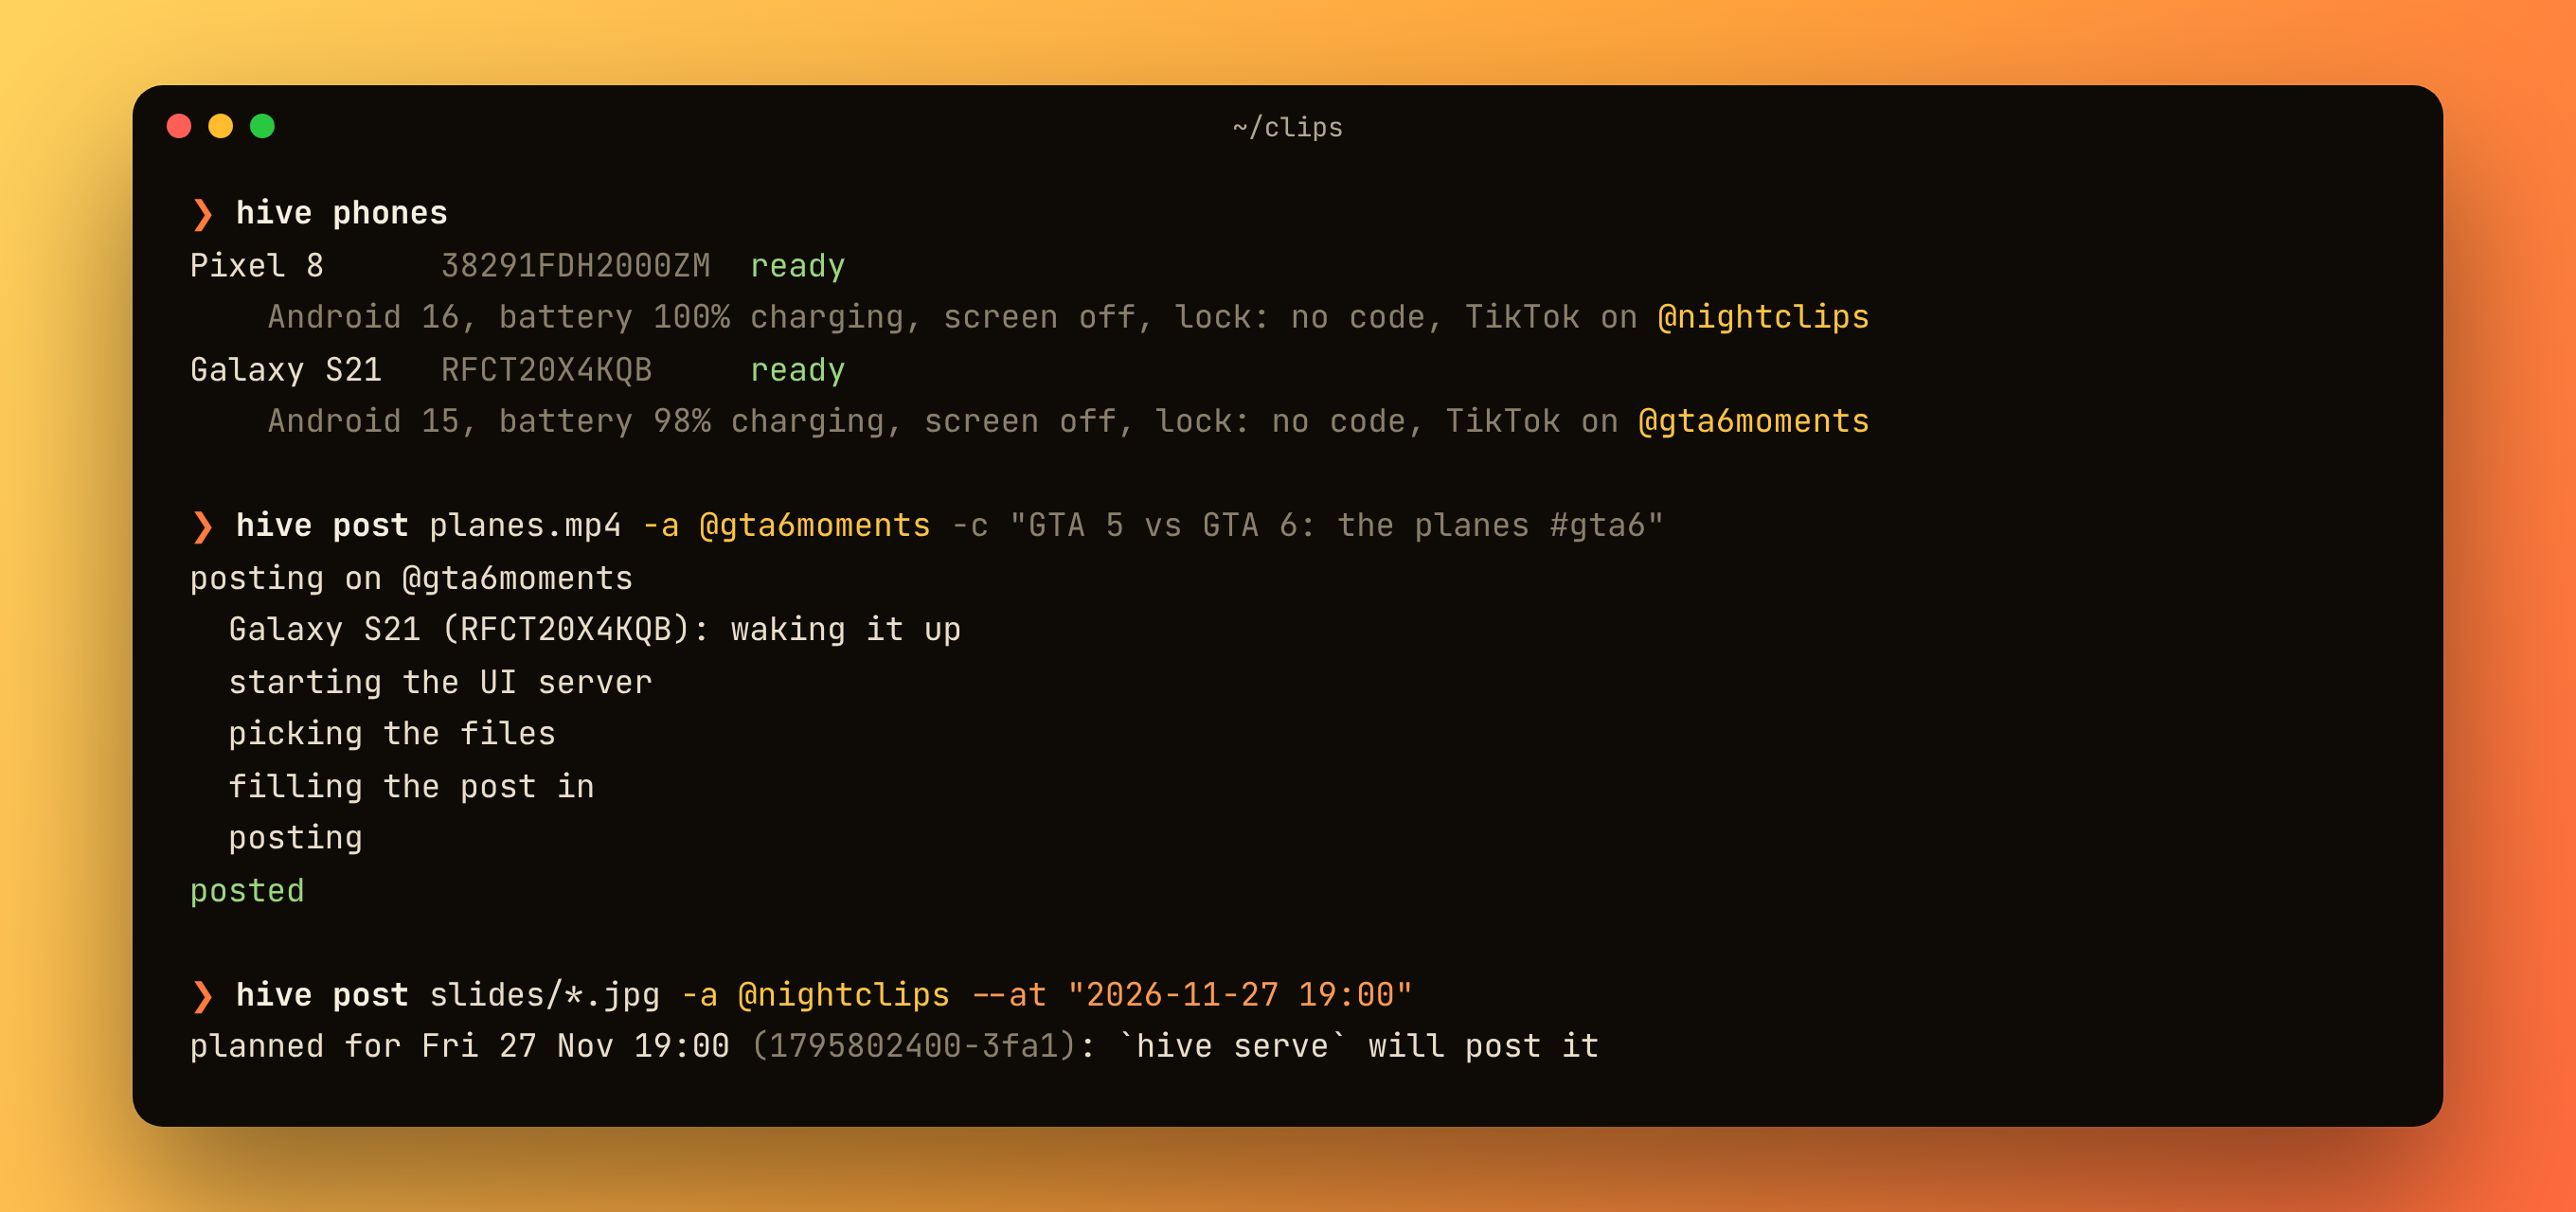 ~/clips
❯ hive phones
Pixel 8      38291FDH2000ZM  ready
    Android 16, battery 100% charging, screen off, lock: no code, TikTok on @nightclips
Galaxy S21   RFCT20X4KQB     ready
    Android 15, battery 98% charging, screen off, lock: no code, TikTok on @gta6moments
❯ hive post planes.mp4 -a @gta6moments -c "GTA 5 vs GTA 6: the planes #gta6"
posting on @gta6moments
  Galaxy S21 (RFCT20X4KQB): waking it up
  starting the UI server
  picking the files
  filling the post in
  posting
posted
❯ hive post slides/*.jpg -a @nightclips --at "2026-11-27 19:00"
planned for Fri 27 Nov 19:00 (1795802400-3fa1): `hive serve` will post it